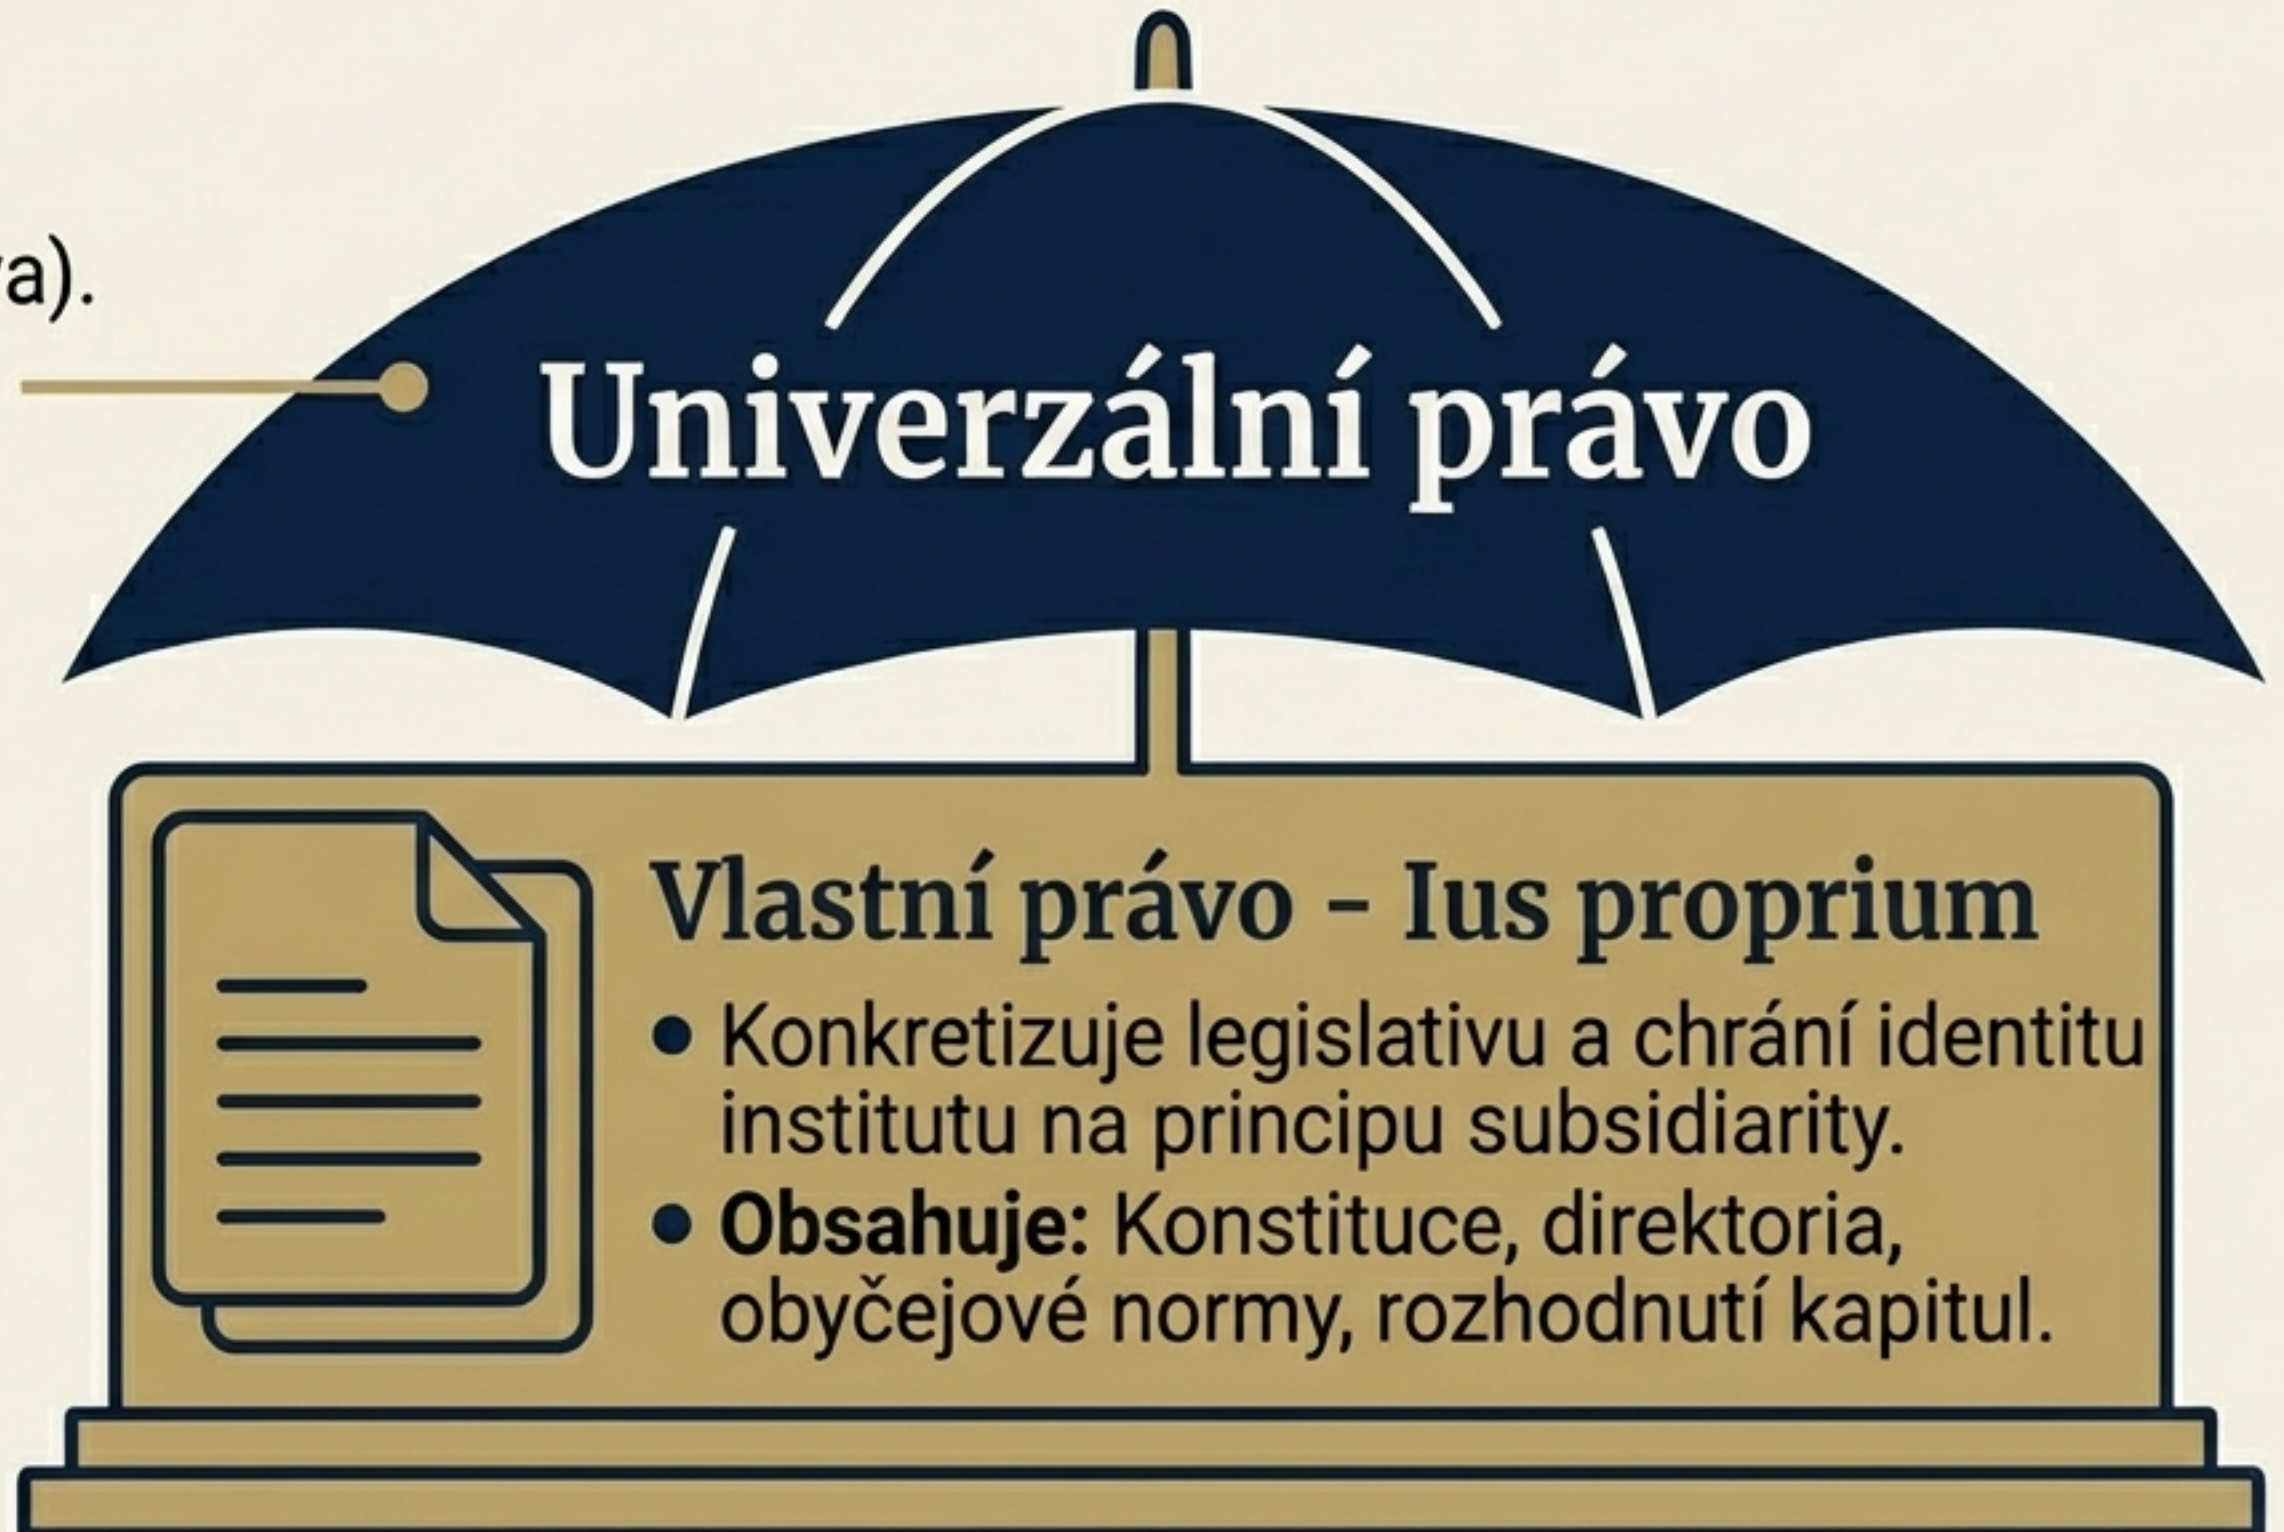 Univerzální právo
Vlastní právo – Ius proprium
• Konkretizuje legislativu a chrání identitu
institutu na principu subsidiarity.
• Obsahuje: Konstituce, direktoria,
obyčejové normy, rozhodnutí kapitul.